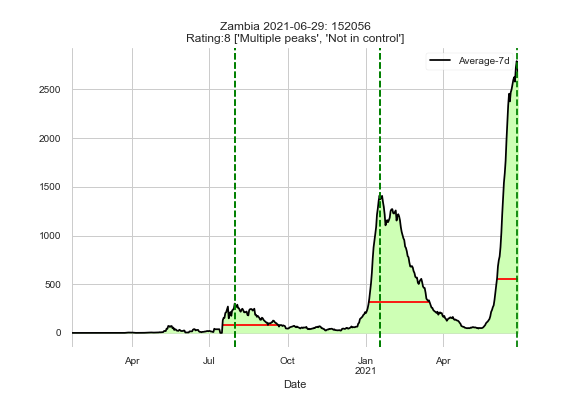 Zambia 2021-06-29: 152056
Rating:8 ['Multiple peaks', 'Not in control']
Average-7d
2500
2000
1500
1000
500
0
Apr
Jul
Oct
Jan
2021
Apr
Date